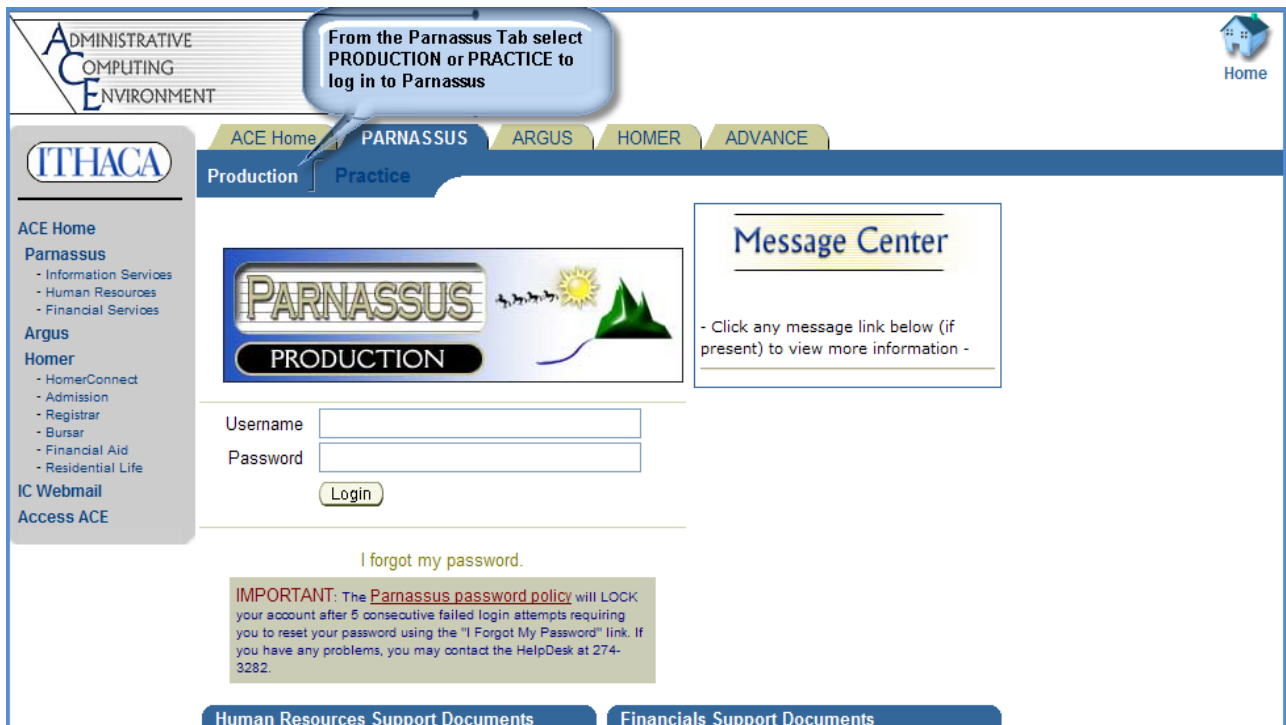 ADMINISTRATIVE
COMPUTING
ENVIRONMENT
From the Parnassus Tab select
PRODUCTION or PRACTICE to
log in to Parnassus
Home
ITHACA
ACE Home
PARNASSUS
ARGUS
HOMER
ADVANCE
Production
Practice
ACE Home
Parnassus
- Information Services
- Human Resources
- Financial Services
Argus
Homer
- HomerConnect
- Admission
- Registrar
- Bursar
- Financial Aid
- Residential Life
IC Webmail
Access ACE
PARNASSUS
PRODUCTION
Message Center
- Click any message link below (if
present) to view more information -
Username
Password
Login
I forgot my password.
IMPORTANT: The Parnassus password policy will LOCK
your account after 5 consecutive failed login attempts requiring
you to reset your password using the "I Forgot My Password" link. If
you have any problems, you may contact the HelpDesk at 274-
3282.
Human Resources Support Documents
Financials Support Documents